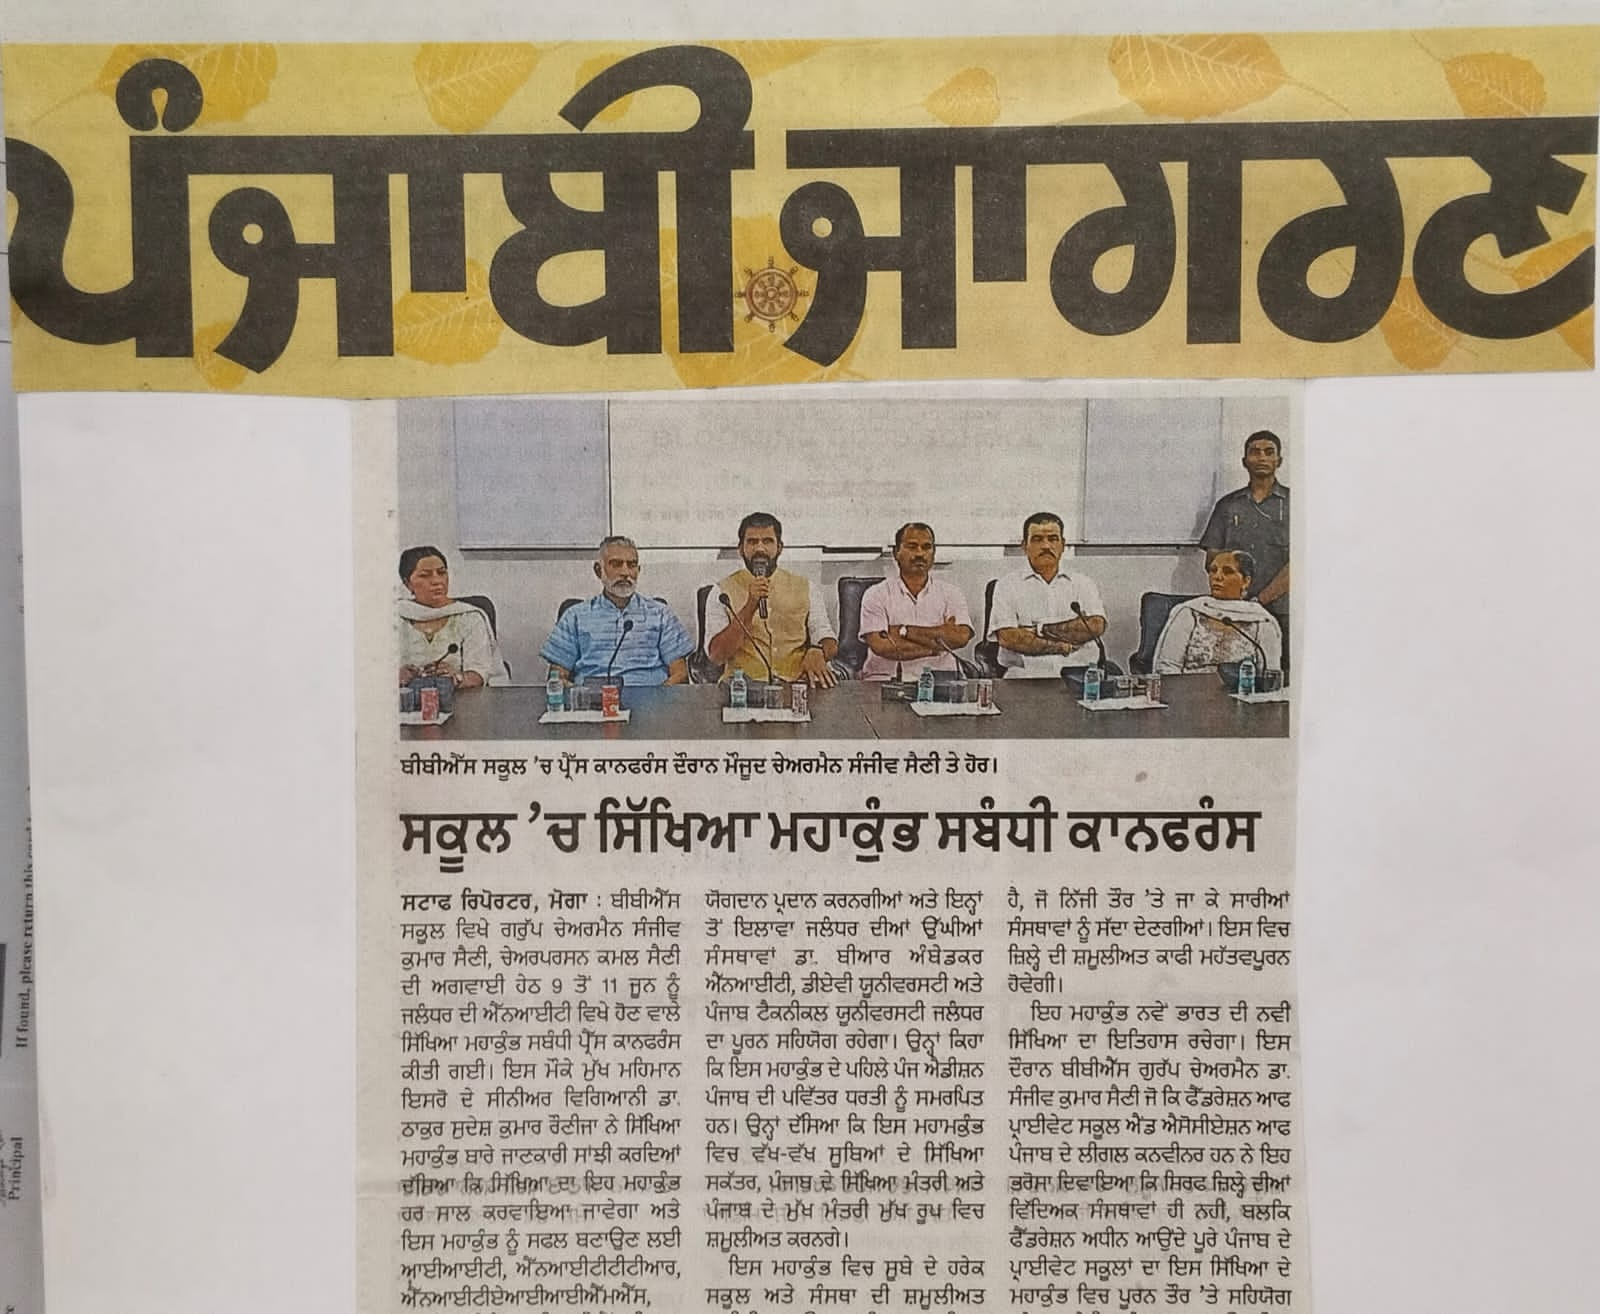 ਪੰਜਾਬੀ ਜਾਗਰਣ
ਬੀਬੀਐੱਸ ਸਕੂਲ ’ਚ ਪ੍ਰੈੱਸ ਕਾਨਫਰੰਸ ਦੌਰਾਨ ਮੌਜੂਦ ਚੇਅਰਮੈਨ ਸੰਜੀਵ ਸੈਣੀ ਤੇ ਹੋਰ।
ਸਕੂਲ ’ਚ ਸਿੱਖਿਆ ਮਹਾਕੁੰਭ ਸਬੰਧੀ ਕਾਨਫਰੰਸ
ਸਟਾਫ ਰਿਪੋਰਟਰ, ਮੋਗਾ : ਬੀਬੀਐੱਸ
ਸਕੂਲ ਵਿਖੇ ਗਰੁੱਪ ਚੇਅਰਮੈਨ ਸੰਜੀਵ
ਕੁਮਾਰ ਸੈਣੀ, ਚੇਅਰਪਰਸਨ ਕਮਲ ਸੈਣੀ
ਦੀ ਅਗਵਾਈ ਹੇਠ 9 ਤੋਂ 11 ਜੂਨ ਨੂੰ
ਜਲੰਧਰ ਦੀ ਐੱਨਆਈਟੀ ਵਿਖੇ ਹੋਣ ਵਾਲੇ
ਸਿੱਖਿਆ ਮਹਾਕੁੰਭ ਸਬੰਧੀ ਪ੍ਰੈੱਸ ਕਾਨਫਰੰਸ
ਕੀਤੀ ਗਈ। ਇਸ ਮੌਕੇ ਮੁੱਖ ਮਹਿਮਾਨ
ਇਸਰੋ ਦੇ ਸੀਨੀਅਰ ਵਿਗਿਆਨੀ ਡਾ.
ਠਾਕੁਰ ਸੁਦੇਸ਼ ਕੁਮਾਰ ਰੌਣੀਜਾ ਨੇ ਸਿੱਖਿਆ
ਮਹਾਕੁੰਭ ਬਾਰੇ ਜਾਣਕਾਰੀ ਸਾਂਝੀ ਕਰਦਿਆਂ
ਦੱਸਿਆ ਕਿ ਸਿੱਖਿਆ ਦਾ ਇਹ ਮਹਾਕੁੰਭ
ਹਰ ਸਾਲ ਕਰਵਾਇਆ ਜਾਵੇਗਾ ਅਤੇ
ਇਸ ਮਹਾਕੁੰਭ ਨੂੰ ਸਫਲ ਬਣਾਉਣ ਲਈ
ਆਈਆਈਟੀ, ਐੱਨਆਈਟੀਟੀਟੀਆਰ,
ਐੱਨਆਈਟੀਏਆਈਆਈਐੱਮਐੱਸ,
ਯੋਗਦਾਨ ਪ੍ਰਦਾਨ ਕਰਨਗੀਆਂ ਅਤੇ ਇਨ੍ਹਾਂ
ਤੋਂ ਇਲਾਵਾ ਜਲੰਧਰ ਦੀਆਂ ਉੱਘੀਆਂ
ਸੰਸਥਾਵਾਂ ਡਾ. ਬੀਆਰ ਅੰਬੇਡਕਰ
ਐੱਨਆਈਟੀ, ਡੀਏਵੀ ਯੂਨੀਵਰਸਟੀ ਅਤੇ
ਪੰਜਾਬ ਟੈਕਨੀਕਲ ਯੂਨੀਵਰਸਟੀ ਜਲੰਧਰ
ਦਾ ਪੂਰਨ ਸਹਿਯੋਗ ਰਹੇਗਾ। ਉਨ੍ਹਾਂ ਕਿਹਾ
ਕਿ ਇਸ ਮਹਾਕੁੰਭ ਦੇ ਪਹਿਲੇ ਪੰਜ ਐਡੀਸ਼ਨ
ਪੰਜਾਬ ਦੀ ਪਵਿੱਤਰ ਧਰਤੀ ਨੂੰ ਸਮਰਪਿਤ
ਹਨ। ਉਨ੍ਹਾਂ ਦੱਸਿਆ ਕਿ ਇਸ ਮਹਾਮਕੁੰਭ
ਵਿਚ ਵੱਖ-ਵੱਖ ਸੂਬਿਆਂ ਦੇ ਸਿੱਖਿਆ
ਸਕੱਤਰ, ਪੰਜਾਬ ਦੇ ਸਿੱਖਿਆ ਮੰਤਰੀ ਅਤੇ
ਪੰਜਾਬ ਦੇ ਮੁੱਖ ਮੰਤਰੀ ਮੁੱਖ ਰੂਪ ਵਿਚ
ਸ਼ਮੂਲੀਅਤ ਕਰਨਗੇ।
ਇਸ ਮਹਾਕੁੰਭ ਵਿਚ ਸੂਬੇ ਦੇ ਹਰੇਕ
ਸਕੂਲ ਅਤੇ ਸੰਸਥਾ ਦੀ ਸ਼ਮੂਲੀਅਤ
ਹੈ, ਜੋ ਨਿੱਜੀ ਤੌਰ ’ਤੇ ਜਾ ਕੇ ਸਾਰੀਆਂ
ਸੰਸਥਾਵਾਂ ਨੂੰ ਸੱਦਾ ਦੇਣਗੀਆਂ। ਇਸ ਵਿਚ
ਜ਼ਿਲ੍ਹੇ ਦੀ ਸ਼ਮੂਲੀਅਤ ਕਾਫੀ ਮਹੱਤਵਪੂਰਨ
ਹੋਵੇਗੀ।
ਇਹ ਮਹਾਕੁੰਭ ਨਵੇਂ ਭਾਰਤ ਦੀ ਨਵੀ
ਸਿੱਖਿਆ ਦਾ ਇਤਿਹਾਸ ਰਚੇਗਾ। ਇਸ
ਦੌਰਾਨ ਬੀਬੀਐੱਸ ਗੁਰੱਪ ਚੇਅਰਮੈਨ ਡਾ.
ਸੰਜੀਵ ਕੁਮਾਰ ਸੈਣੀ ਜੋ ਕਿ ਫੈੱਡਰੇਸ਼ਨ ਆਫ
ਪ੍ਰਾਈਵੇਟ ਸਕੂਲ ਐਂਡ ਐਸੋਸੀਏਸ਼ਨ ਆਫ
ਪੰਜਾਬ ਦੇ ਲੀਗਲ ਕਨਵੀਨਰ ਹਨ ਨੇ ਇਹ
ਭਰੋਸਾ ਦਿਵਾਇਆ ਕਿ ਸਿਰਫ ਜ਼ਿਲ੍ਹੇ ਦੀਆਂ
ਵਿੱਦਿਅਕ ਸੰਸਥਾਵਾਂ ਹੀ ਨਹੀ, ਬਲਕਿ
ਫੈੱਡਰੇਸ਼ਨ ਅਧੀਨ ਆਉਂਦੇ ਪੂਰੇ ਪੰਜਾਬ ਦੇ
ਪ੍ਰਾਈਵੇਟ ਸਕੂਲਾਂ ਦਾ ਇਸ ਸਿੱਖਿਆ ਦੇ
ਮਹਾਂਕੁੰਭ ਵਿਚ ਪੂਰਨ ਤੌਰ ’ਤੇ ਸਹਿਯੋਗ
If found, please return this
Principal